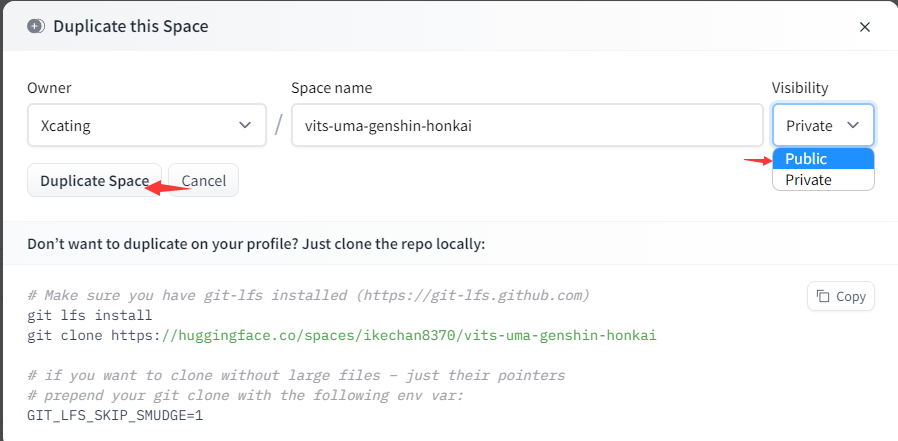 Duplicate this Space
Owner
Space name
Visibility
Xcating
/
vits-uma-genshin-honkai
Private
Public
Private
Duplicate Space
Cancel
Don’t want to duplicate on your profile? Just clone the repo locally:
# Make sure you have git-lfs installed (https://git-lfs.github.com)
Copy
git lfs install
git clone https://huggingface.co/spaces/ikechan8370/vits-uma-genshin-honkai
# if you want to clone without large files – just their pointers
# prepend your git clone with the following env var:
GIT_LFS_SKIP_SMUDGE=1